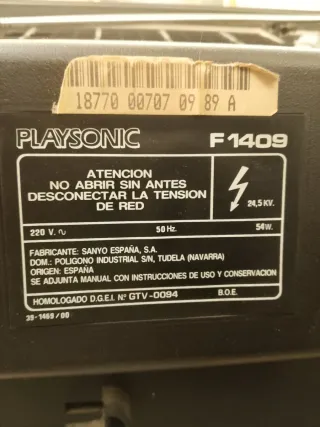 18770 00707 09 89 A
PLAYSONIC F 1409
ATENCION
NO ABRIR SIN ANTES
DESCONECTAR LA TENSION
DE RED
24,5 KV.
220 V. ∿ 50 Hz. 54 W.
FABRICANTE: SANYO ESPAÑA, S.A.
DOM.: POLIGONO INDUSTRIAL S/N, TUDELA (NAVARRA)
ORIGEN: ESPAÑA
SE ADJUNTA MANUAL CON INSTRUCCIONES DE USO Y CONSERVACION
HOMOLOGADO D.G.E.I. Nº GTV-0094 B.O.E.
39-1469/00